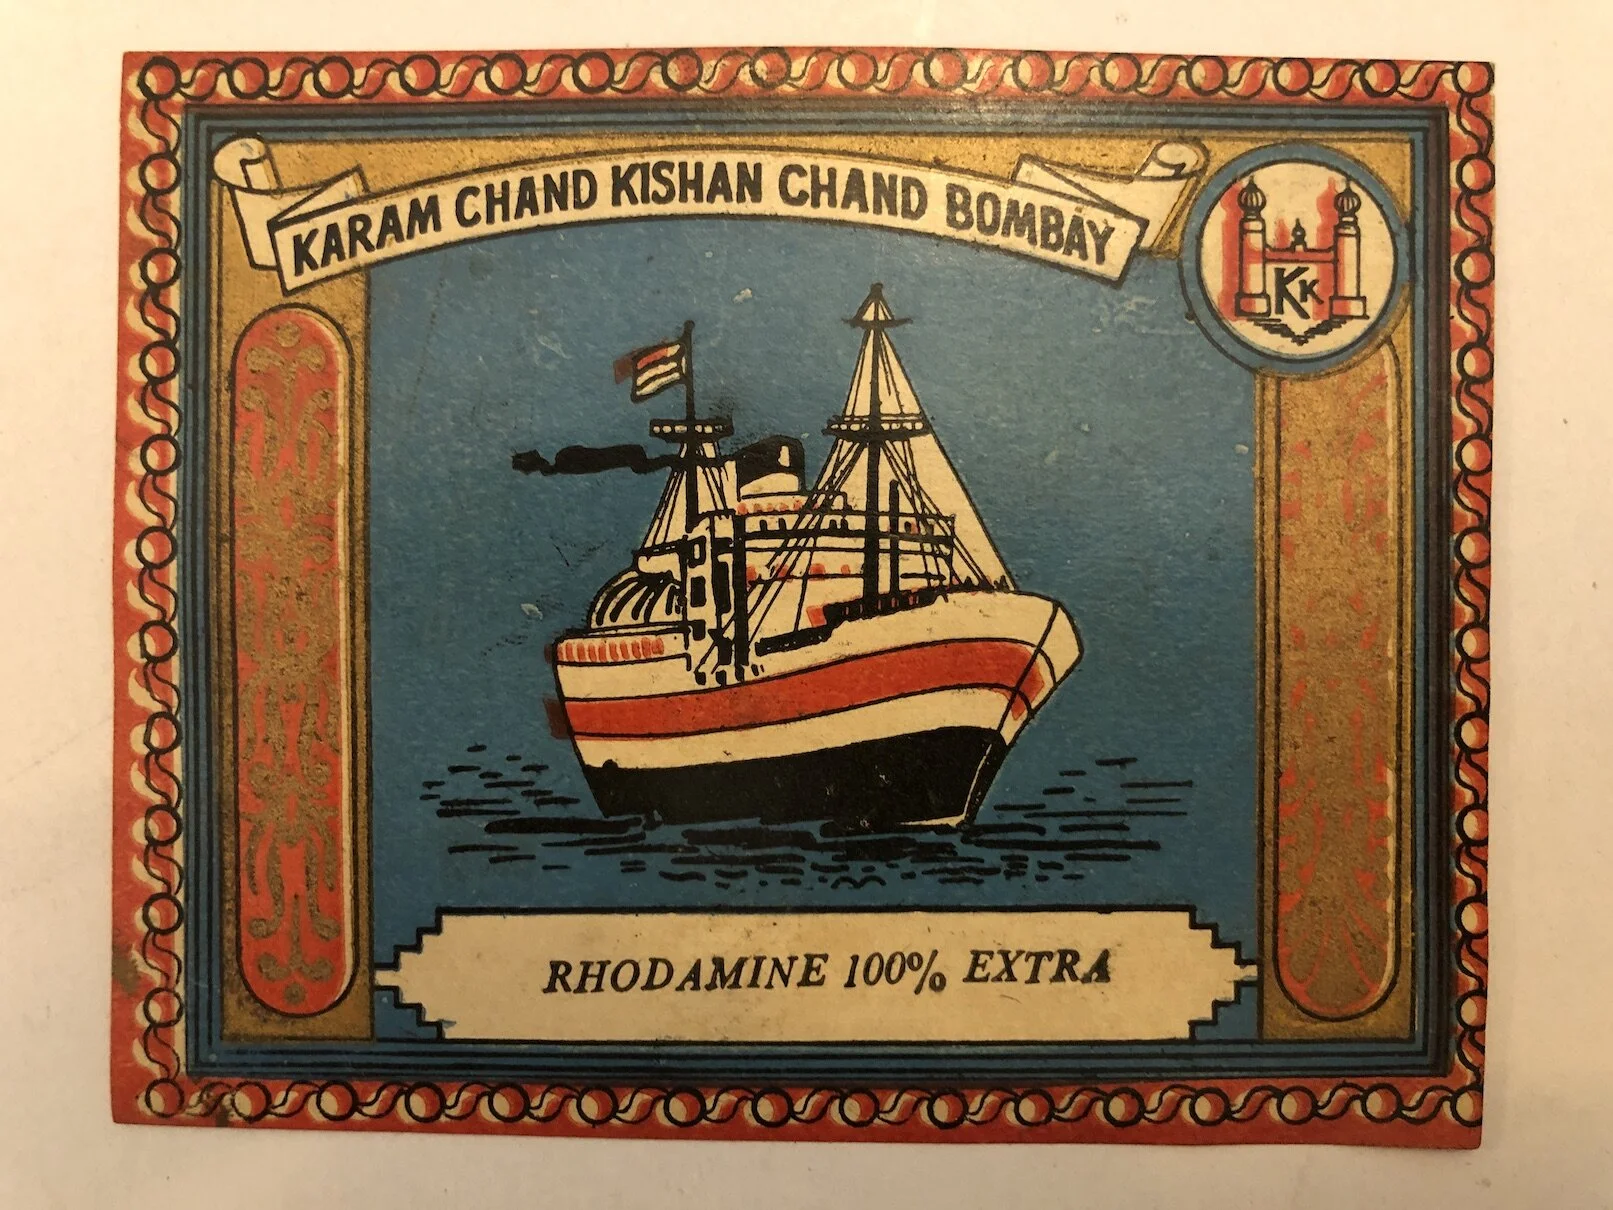 KARAM CHAND KISHAN CHAND BOMBAY
KK
RHODAMINE 100% EXTRA